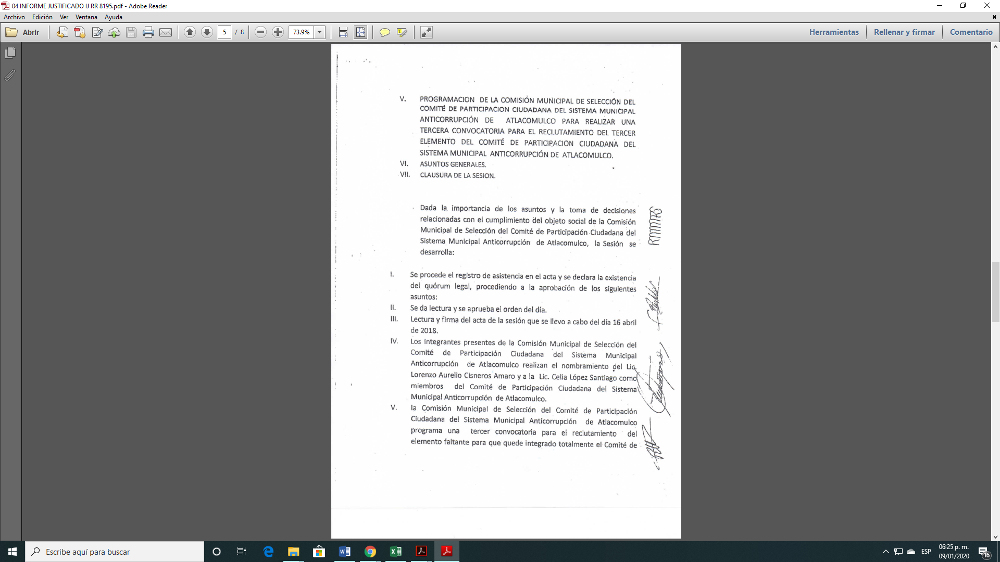 04 INFORME JUSTIFICADO IJ RR 8195.pdf - Adobe Reader
Archivo Edición Ver Ventana Ayuda
Abrir 5 / 8 73.9% Herramientas Rellenar y firmar Comentario
V. PROGRAMACION DE LA COMISIÓN MUNICIPAL DE SELECCIÓN DEL
COMITÉ DE PARTICIPACION CIUDADANA DEL SISTEMA MUNICIPAL
ANTICORRUPCIÓN DE ATLACOMULCO PARA REALIZAR UNA
TERCERA CONVOCATORIA PARA EL RECLUTAMIENTO DEL TERCER
ELEMENTO DEL COMITÉ DE PARTICIPACION CIUDADANA DEL
SISTEMA MUNICIPAL ANTICORRUPCIÓN DE ATLACOMULCO.
VI. ASUNTOS GENERALES.
VII. CLAUSURA DE LA SESION.
Dada la importancia de los asuntos y la toma de decisiones
relacionadas con el cumplimiento del objeto social de la Comisión
Municipal de Selección del Comité de Participación Ciudadana del
Sistema Municipal Anticorrupción de Atlacomulco, la Sesión se
desarrolla:
I. Se procede el registro de asistencia en el acta y se declara la existencia
del quórum legal, procediendo a la aprobación de los siguientes
asuntos:
II. Se da lectura y se aprueba el orden del día.
III. Lectura y firma del acta de la sesión que se llevo a cabo del día 16 abril
de 2018.
IV. Los integrantes presentes de la Comisión Municipal de Selección del
Comité de Participación Ciudadana del Sistema Municipal
Anticorrupción de Atlacomulco realizan el nombramiento del Lic.
Lorenzo Aurelio Cisneros Amaro y a la Lic. Celia López Santiago como
miembros del Comité de Participación Ciudadana del Sistema
Municipal Anticorrupción de Atlacomulco.
V. la Comisión Municipal de Selección del Comité de Participación
Ciudadana del Sistema Municipal Anticorrupción de Atlacomulco
programa una tercer convocatoria para el reclutamiento del
elemento faltante para que quede integrado totalmente el Comité de
Escribe aquí para buscar
ESP
06:25 p. m.
09/01/2020
16